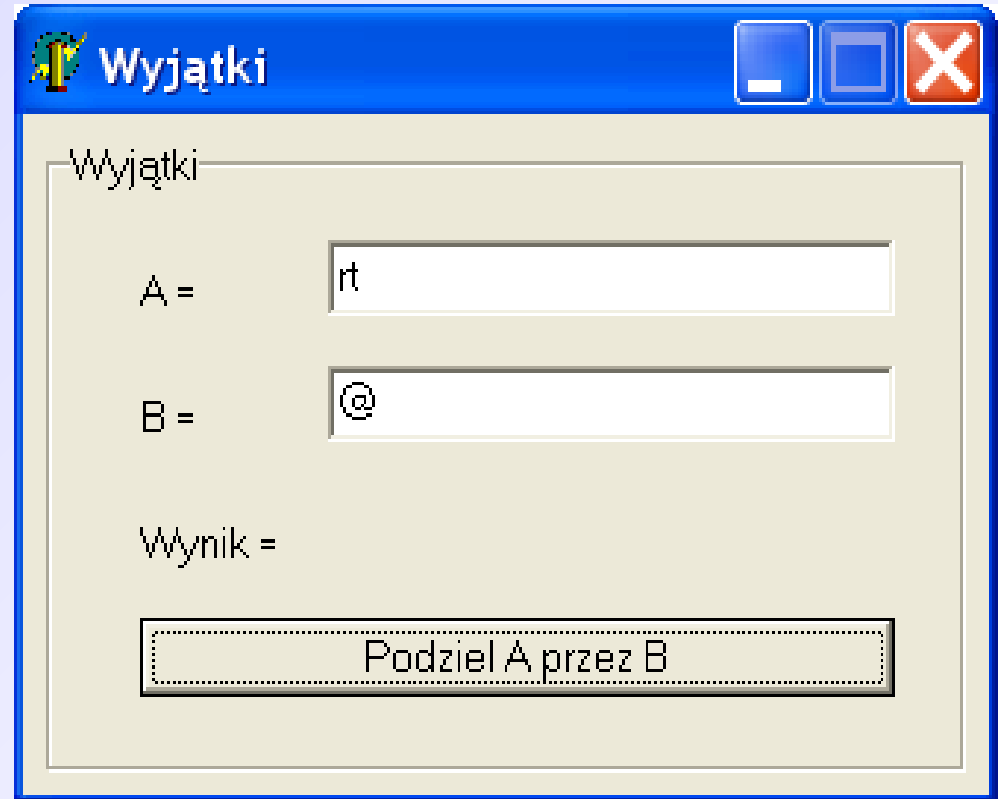 Wyjątki
Wyjątki
A = rt
B = @
Wynik =
Podziel A przez B